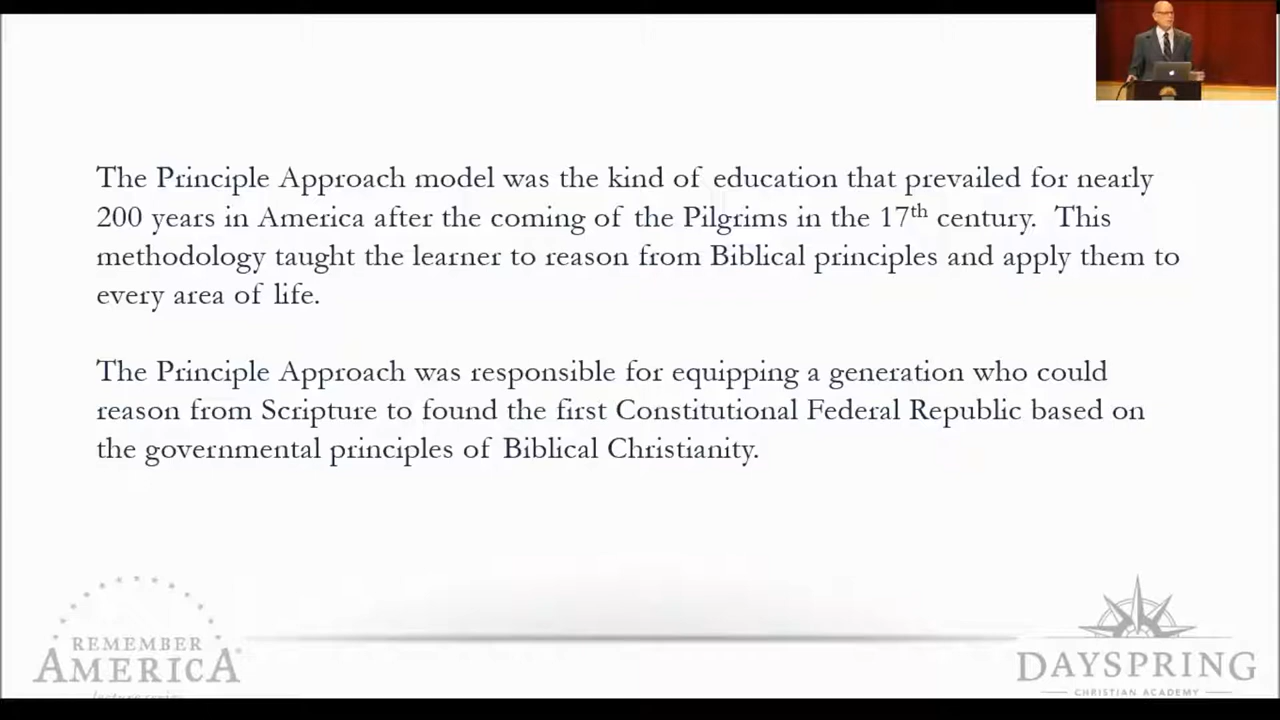 The Principle Approach model was the kind of education that prevailed for nearly
200 years in America after the coming of the Pilgrims in the 17th century. This
methodology taught the learner to reason from Biblical principles and apply them to
every area of life.
The Principle Approach was responsible for equipping a generation who could
reason from Scripture to found the first Constitutional Federal Republic based on
the governmental principles of Biblical Christianity.
REMEMBER
AMERICA®
lecture series
DAYSPRING
CHRISTIAN ACADEMY